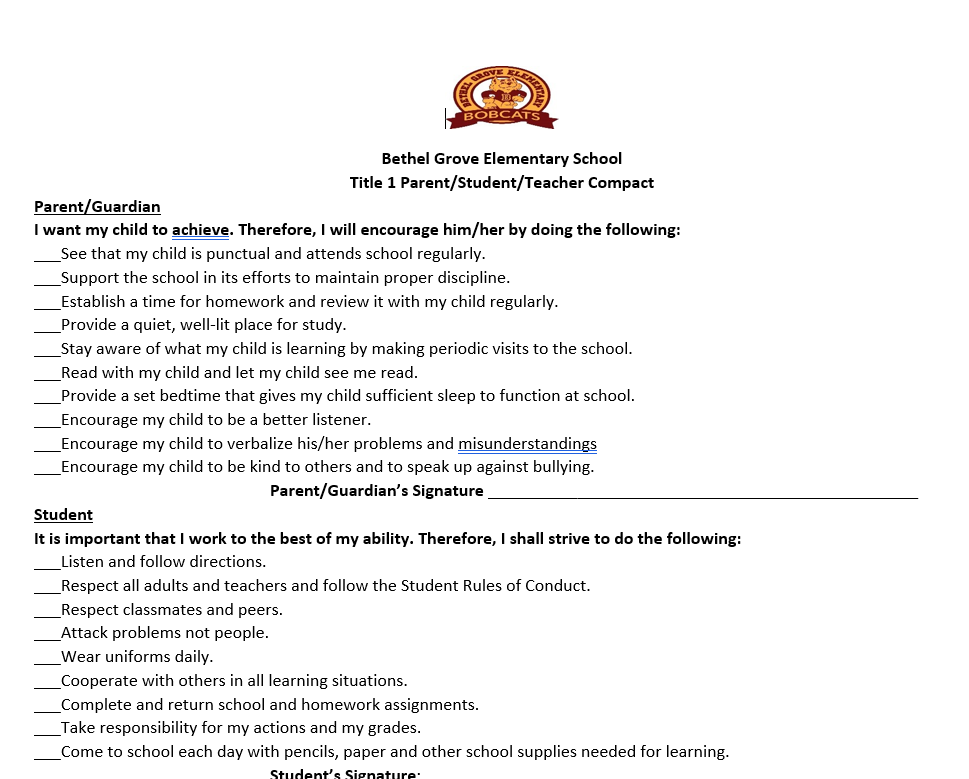 BETHEL GROVE ELEMENTARY
BOBCATS
Bethel Grove Elementary School
Title 1 Parent/Student/Teacher Compact
Parent/Guardian
I want my child to achieve. Therefore, I will encourage him/her by doing the following:
___See that my child is punctual and attends school regularly.
___Support the school in its efforts to maintain proper discipline.
___Establish a time for homework and review it with my child regularly.
___Provide a quiet, well-lit place for study.
___Stay aware of what my child is learning by making periodic visits to the school.
___Read with my child and let my child see me read.
___Provide a set bedtime that gives my child sufficient sleep to function at school.
___Encourage my child to be a better listener.
___Encourage my child to verbalize his/her problems and misunderstandings
___Encourage my child to be kind to others and to speak up against bullying.
Parent/Guardian’s Signature ________________________________________________
Student
It is important that I work to the best of my ability. Therefore, I shall strive to do the following:
___Listen and follow directions.
___Respect all adults and teachers and follow the Student Rules of Conduct.
___Respect classmates and peers.
___Attack problems not people.
___Wear uniforms daily.
___Cooperate with others in all learning situations.
___Complete and return school and homework assignments.
___Take responsibility for my actions and my grades.
___Come to school each day with pencils, paper and other school supplies needed for learning.
Student's Signature: